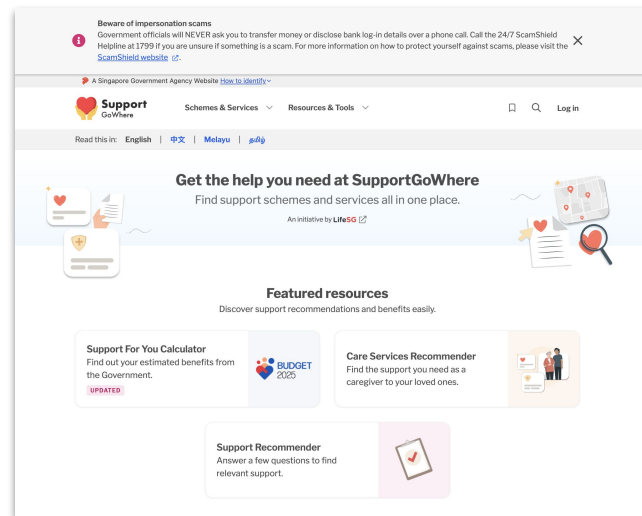 Beware of impersonation scams
Government officials will NEVER ask you to transfer money or disclose bank log-in details over a phone call. Call the 24/7 ScamShield
Helpline at 1799 if you are unsure if something is a scam. For more information on how to protect yourself against scams, please visit the
ScamShield website.
A Singapore Government Agency Website How to identify
Support
GoWhere
Schemes & Services
Resources & Tools
Log in
Read this in: English | 中文 | Melayu | தமிழ்
Get the help you need at SupportGoWhere
Find support schemes and services all in one place.
An initiative by LifeSG
Featured resources
Discover support recommendations and benefits easily.
Support For You Calculator
Find out your estimated benefits from
the Government.
UPDATED
BUDGET
2025
Care Services Recommender
Find the support you need as a
caregiver to your loved ones.
Support Recommender
Answer a few questions to find
relevant support.